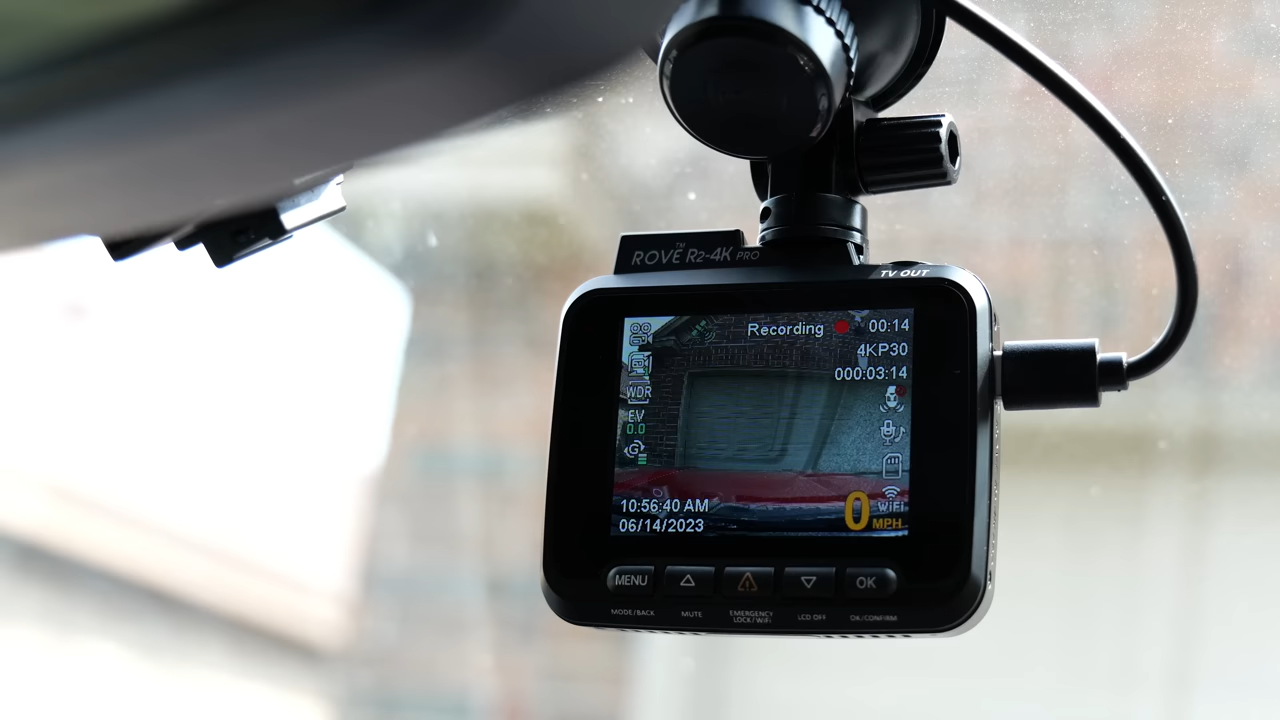 ROVE™ R2-4K PRO
TV OUT
Recording 00:14
4KP30
000:03:14
WDR
EV
0.0
G
10:56:40 AM
06/14/2023
WiFi
0 MPH
MENU
OK
MODE/BACK
MUTE
EMERGENCY
LOCK/WiFi
LCD OFF
OK/CONFIRM